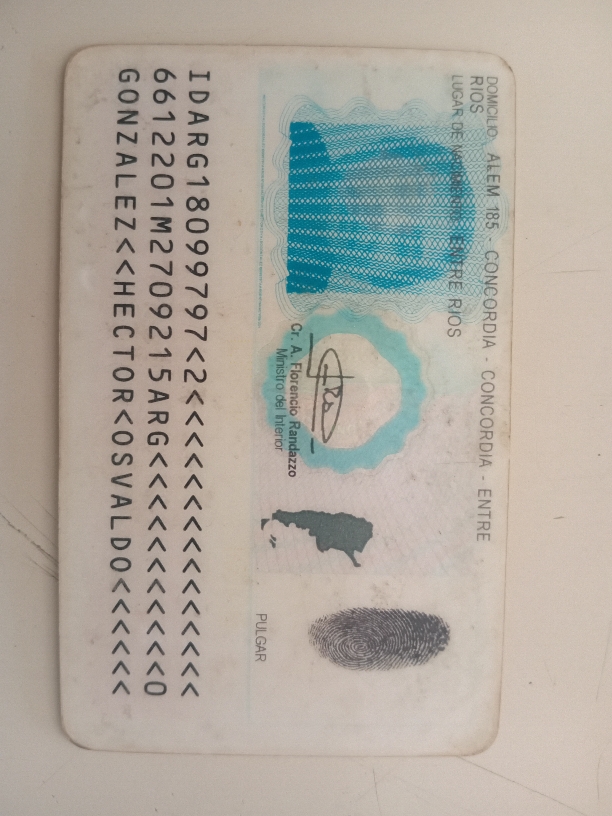 DOMICILIO: ALEM 185 - CONCORDIA - CONCORDIA - ENTRE
RIOS
LUGAR DE NACIMIENTO: ENTRE RIOS
Cr. A. Florencio Randazzo
Ministro del Interior
PULGAR
IDARG18099797<2<<<<<<<<<<<<<<<
6612201M2709215ARG<<<<<<<<<<<0
GONZALEZ<<HECTOR<OSVALDO<<<<<<